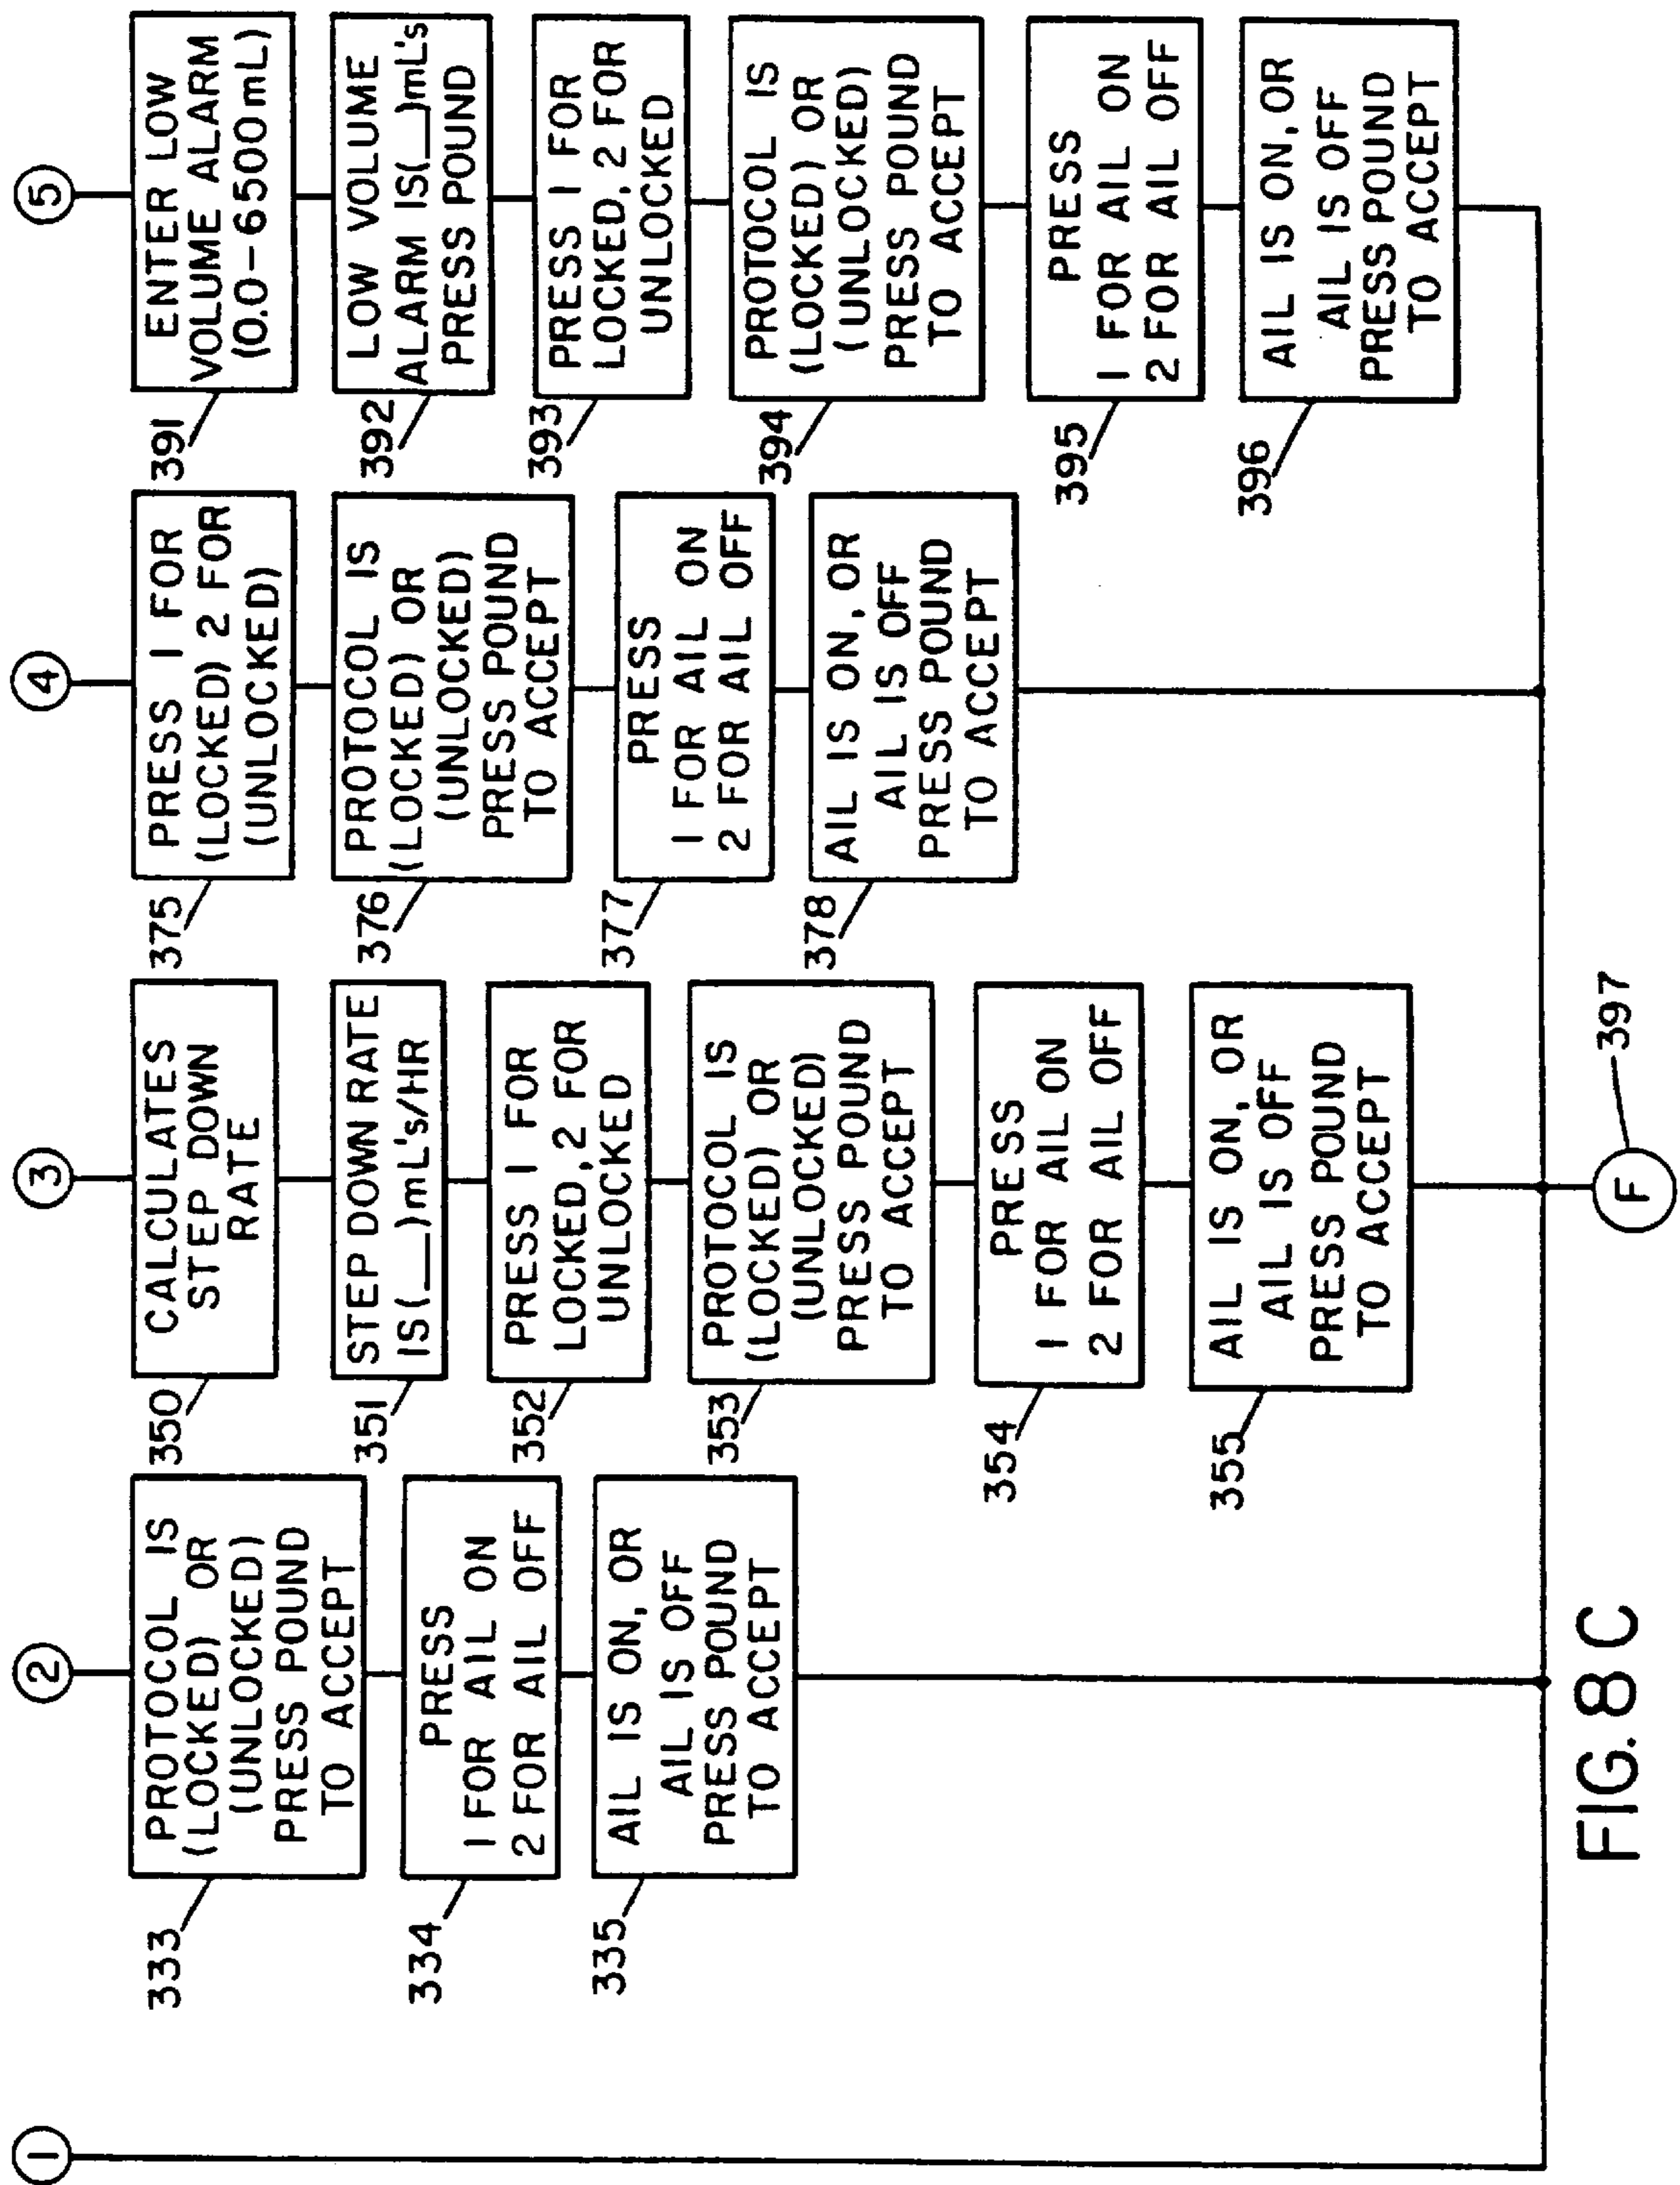 1
2
333
PROTOCOL IS
(LOCKED) OR
(UNLOCKED)
PRESS POUND
TO ACCEPT
334
PRESS
1 FOR AIL ON
2 FOR AIL OFF
335
AIL IS ON, OR
AIL IS OFF
PRESS POUND
TO ACCEPT
3
350
CALCULATES
STEP DOWN
RATE
351
STEP DOWN RATE
IS(__)mL's/HR
352
PRESS 1 FOR
LOCKED, 2 FOR
UNLOCKED
353
PROTOCOL IS
(LOCKED) OR
(UNLOCKED)
PRESS POUND
TO ACCEPT
354
PRESS
1 FOR AIL ON
2 FOR AIL OFF
355
AIL IS ON, OR
AIL IS OFF
PRESS POUND
TO ACCEPT
4
375
PRESS 1 FOR
(LOCKED) 2 FOR
(UNLOCKED)
376
PROTOCOL IS
(LOCKED) OR
(UNLOCKED)
PRESS POUND
TO ACCEPT
377
PRESS
1 FOR AIL ON
2 FOR AIL OFF
378
AIL IS ON, OR
AIL IS OFF
PRESS POUND
TO ACCEPT
5
391
ENTER LOW
VOLUME ALARM
(0.0-6500mL)
392
LOW VOLUME
ALARM IS(__)mL's
PRESS POUND
393
PRESS 1 FOR
LOCKED, 2 FOR
UNLOCKED
394
PROTOCOL IS
(LOCKED) OR
(UNLOCKED)
PRESS POUND
TO ACCEPT
395
PRESS
1 FOR AIL ON
2 FOR AIL OFF
396
AIL IS ON, OR
AIL IS OFF
PRESS POUND
TO ACCEPT
F
397
FIG. 8 C